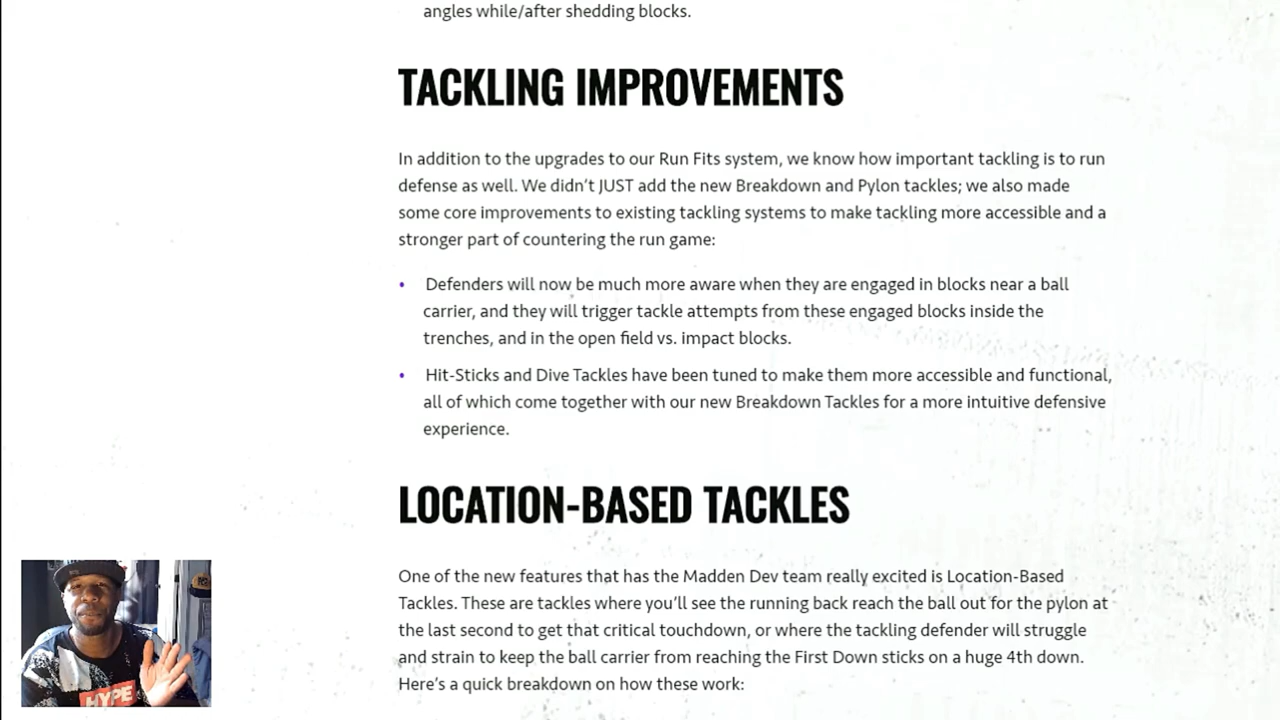 angles while/after shedding blocks.
TACKLING IMPROVEMENTS
In addition to the upgrades to our Run Fits system, we know how important tackling is to run
defense as well. We didn't JUST add the new Breakdown and Pylon tackles; we also made
some core improvements to existing tackling systems to make tackling more accessible and a
stronger part of countering the run game:
• Defenders will now be much more aware when they are engaged in blocks near a ball
carrier, and they will trigger tackle attempts from these engaged blocks inside the
trenches, and in the open field vs. impact blocks.
• Hit-Sticks and Dive Tackles have been tuned to make them more accessible and functional,
all of which come together with our new Breakdown Tackles for a more intuitive defensive
experience.
LOCATION-BASED TACKLES
One of the new features that has the Madden Dev team really excited is Location-Based
Tackles. These are tackles where you'll see the running back reach the ball out for the pylon at
the last second to get that critical touchdown, or where the tackling defender will struggle
and strain to keep the ball carrier from reaching the First Down sticks on a huge 4th down.
Here's a quick breakdown on how these work:
HYPE